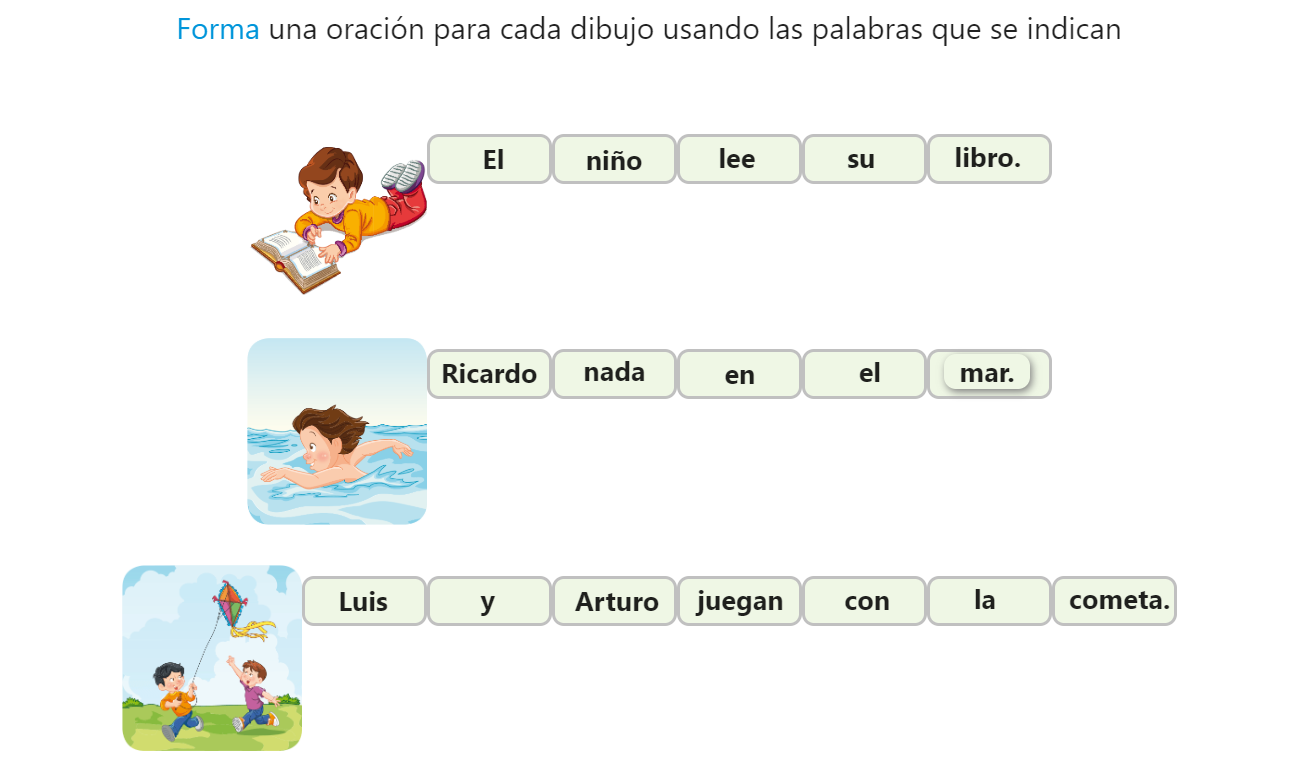 Forma una oración para cada dibujo usando las palabras que se indican
El niño lee su libro.
Ricardo nada en el mar.
Luis y Arturo juegan con la cometa.